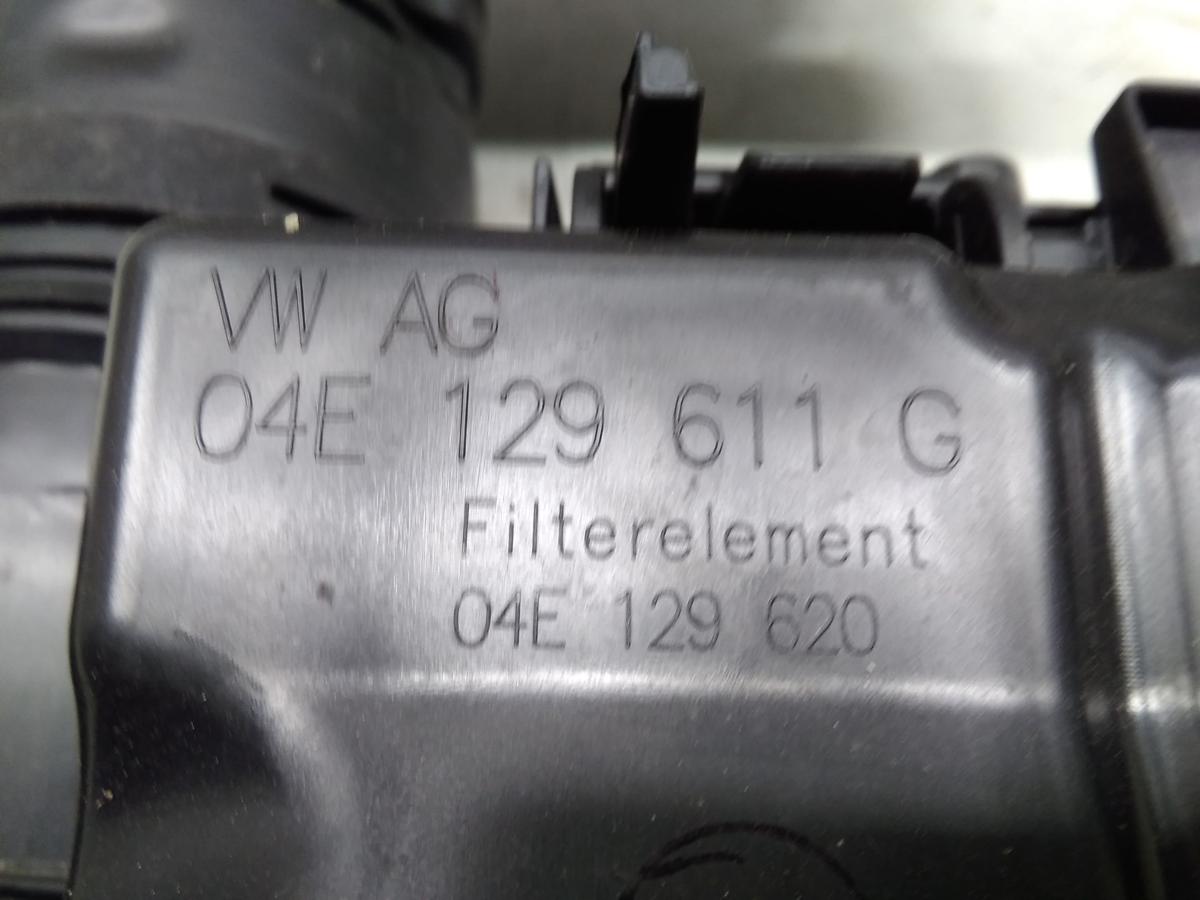 VW AG
04E 129 611 G
Filterelement
04E 129 620